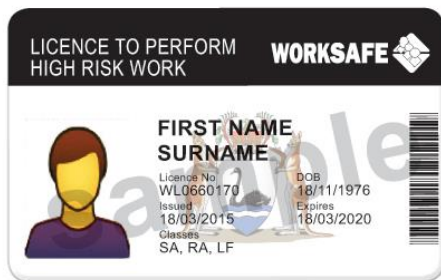 LICENCE TO PERFORM
HIGH RISK WORK
WORKSAFE
FIRST NAME
SURNAME
Licence No
WL0660170
DOB
18/11/1976
Issued
18/03/2015
Expires
18/03/2020
Classes
SA, RA, LF
sample